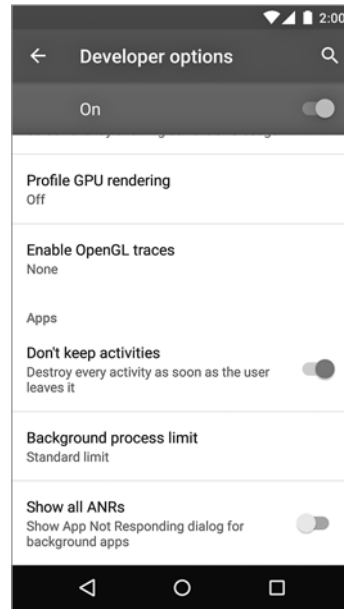 2:00
Developer options
On
Profile GPU rendering
Off
Enable OpenGL traces
None
Apps
Don't keep activities
Destroy every activity as soon as the user
leaves it
Background process limit
Standard limit
Show all ANRs
Show App Not Responding dialog for
background apps